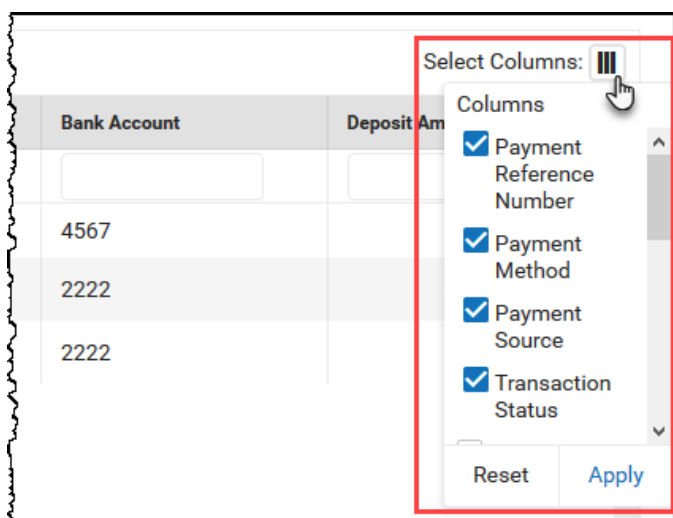 Select Columns:
Columns
Bank Account
Deposit Am
Payment
Reference
Number
4567
Payment
Method
2222
Payment
Source
2222
Transaction
Status
Reset
Apply